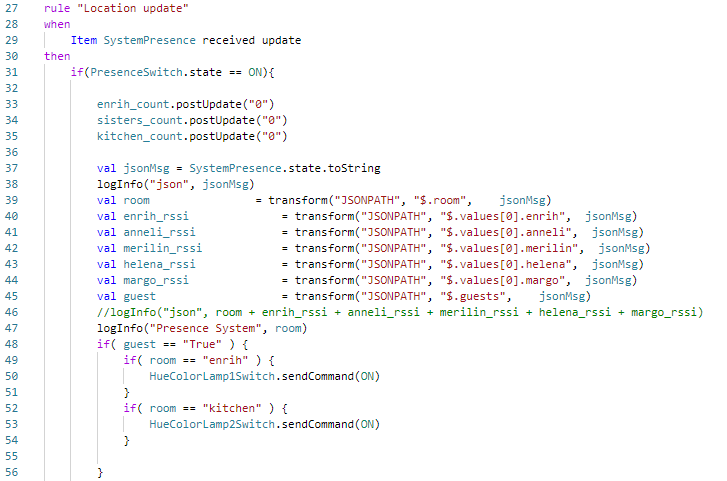 27 rule "Location update"
28 when
29     Item SystemPresence received update
30 then
31     if(PresenceSwitch.state == ON){
32
33         enrih_count.postUpdate("0")
34         sisters_count.postUpdate("0")
35         kitchen_count.postUpdate("0")
36
37         val jsonMsg = SystemPresence.state.toString
38         logInfo("json", jsonMsg)
39         val room                = transform("JSONPATH", "$.room",    jsonMsg)
40         val enrih_rssi              = transform("JSONPATH", "$.values[0].enrih",  jsonMsg)
41         val anneli_rssi             = transform("JSONPATH", "$.values[0].anneli",  jsonMsg)
42         val merilin_rssi            = transform("JSONPATH", "$.values[0].merilin",  jsonMsg)
43         val helena_rssi             = transform("JSONPATH", "$.values[0].helena",  jsonMsg)
44         val margo_rssi              = transform("JSONPATH", "$.values[0].margo",  jsonMsg)
45         val guest                   = transform("JSONPATH", "$.guests",    jsonMsg)
46         //logInfo("json", room + enrih_rssi + anneli_rssi + merilin_rssi + helena_rssi + margo_rssi)
47         logInfo("Presence System", room)
48         if( guest == "True" ) {
49             if( room == "enrih" ) {
50                 HueColorLamp1Switch.sendCommand(ON)
51             }
52             if( room == "kitchen" ) {
53                 HueColorLamp2Switch.sendCommand(ON)
54             }
55
56         }